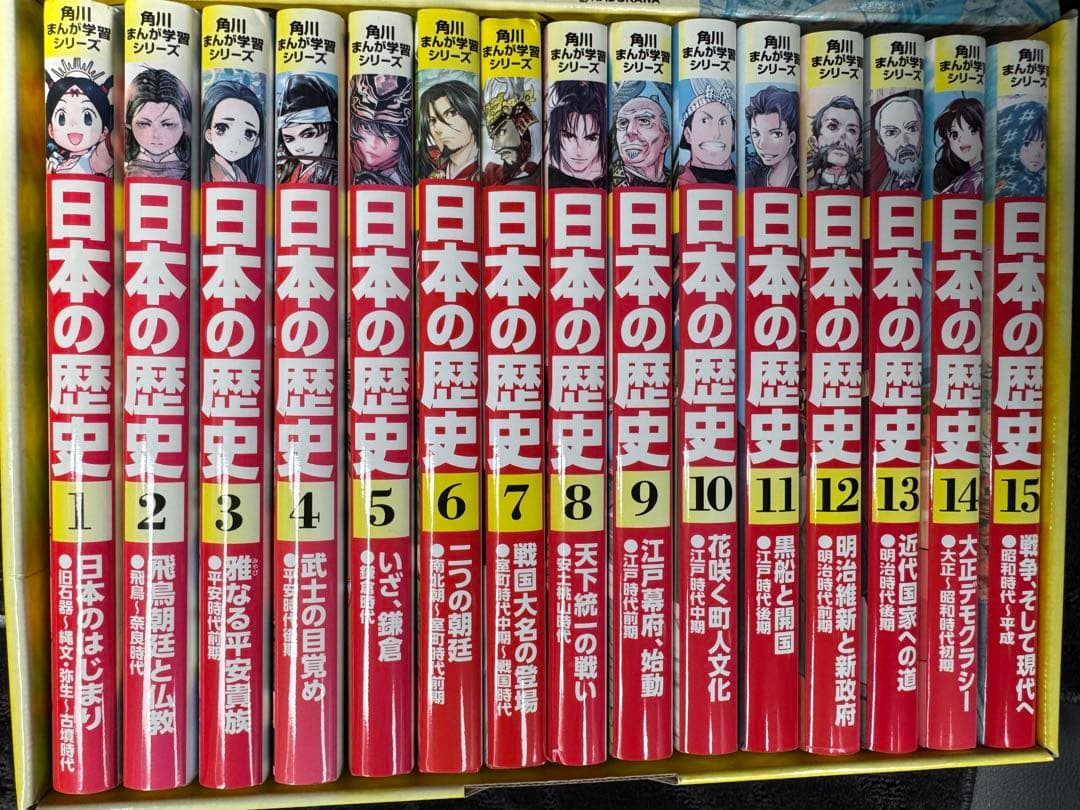 KADOKAWA
角川
まんが学習
シリーズ
日本の歴史
1
日本のはじまり
●旧石器~縄文・弥生~古墳時代
角川
まんが学習
シリーズ
日本の歴史
2
飛鳥朝廷と仏教
●飛鳥~奈良時代
角川
まんが学習
シリーズ
日本の歴史
3
雅なる平安貴族
みやび
●平安時代前期
角川
まんが学習
シリーズ
日本の歴史
4
武士の目覚め
●平安時代後期
角川
まんが学習
シリーズ
日本の歴史
5
いざ、鎌倉
●鎌倉時代
角川
まんが学習
シリーズ
日本の歴史
6
二つの朝廷
●南北朝~室町時代前期
角川
まんが学習
シリーズ
日本の歴史
7
戦国大名の登場
●室町時代中期~戦国時代
角川
まんが学習
シリーズ
日本の歴史
8
天下統一の戦い
●安土桃山時代
角川
まんが学習
シリーズ
日本の歴史
9
江戸幕府、始動
●江戸時代前期
角川
まんが学習
シリーズ
日本の歴史
10
花咲く町人文化
●江戸時代中期
角川
まんが学習
シリーズ
日本の歴史
11
黒船と開国
●江戸時代後期
角川
まんが学習
シリーズ
日本の歴史
12
明治維新と新政府
●明治時代前期
角川
まんが学習
シリーズ
日本の歴史
13
近代国家への道
●明治時代後期
角川
まんが学習
シリーズ
日本の歴史
14
大正デモクラシー
●大正~昭和時代初期
角川
まんが学習
シリーズ
日本の歴史
15
戦争、そして現代へ
●昭和時代~平成